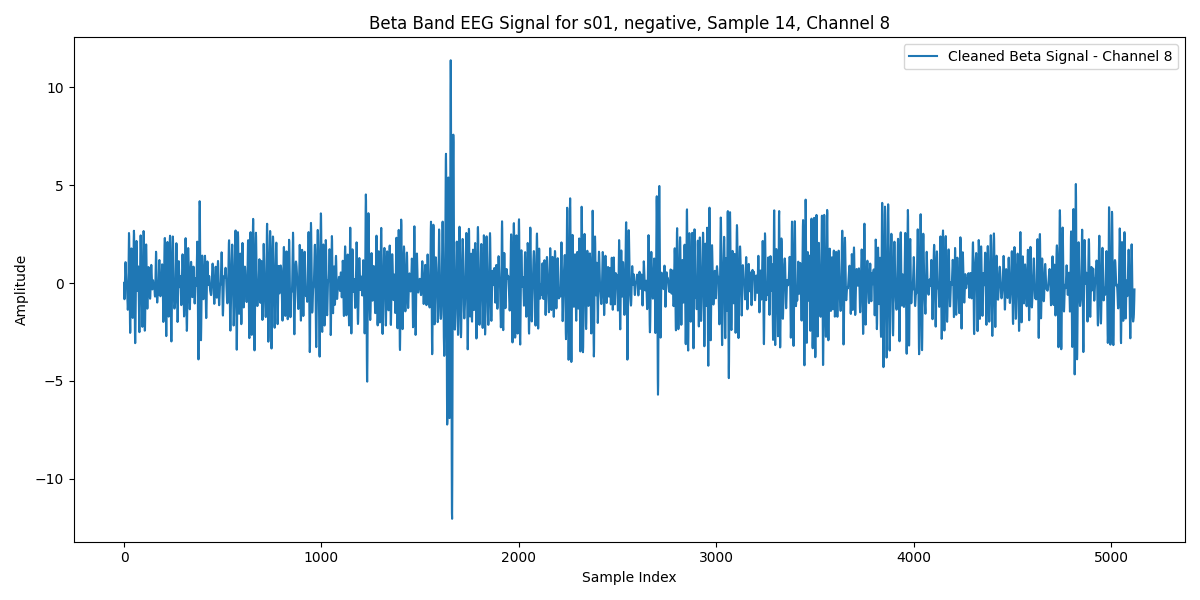 Beta Band EEG Signal for s01, negative, Sample 14, Channel 8
Cleaned Beta Signal - Channel 8
Amplitude
10
5
0
−5
−10
0 1000 2000 3000 4000 5000
Sample Index